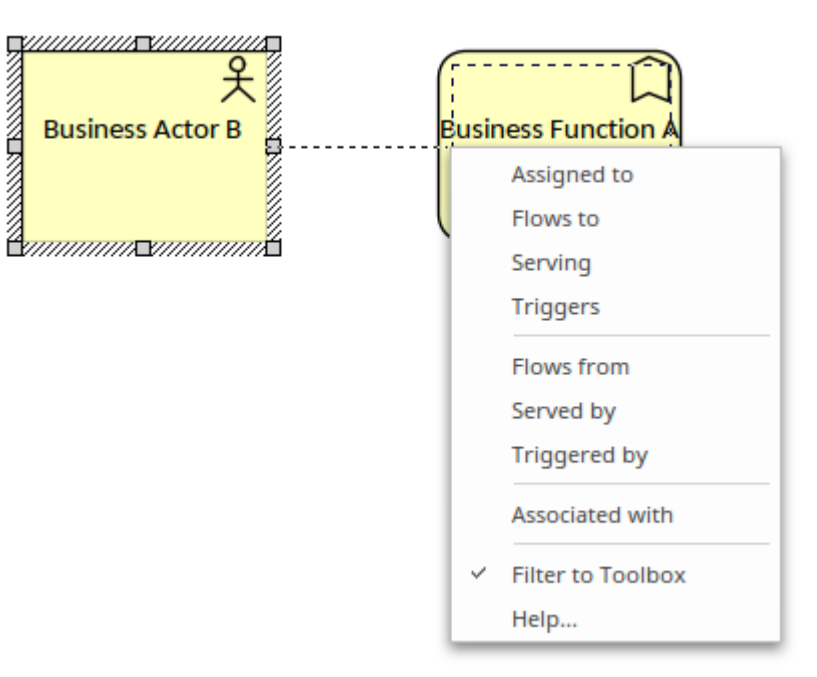 Business Actor B
Business Function A
Assigned to
Flows to
Serving
Triggers
Flows from
Served by
Triggered by
Associated with
Filter to Toolbox
Help...